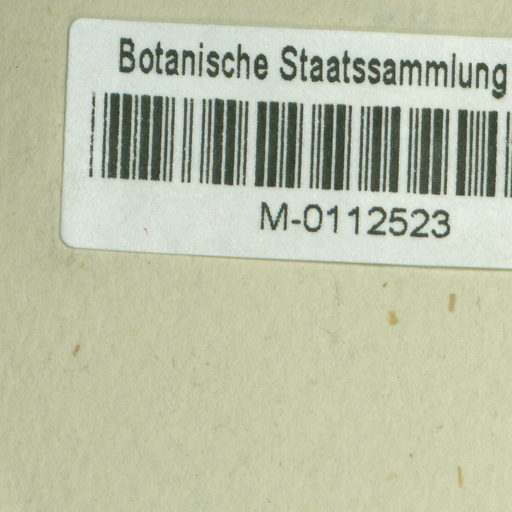 Botanische Staatssammlung
M-0112523